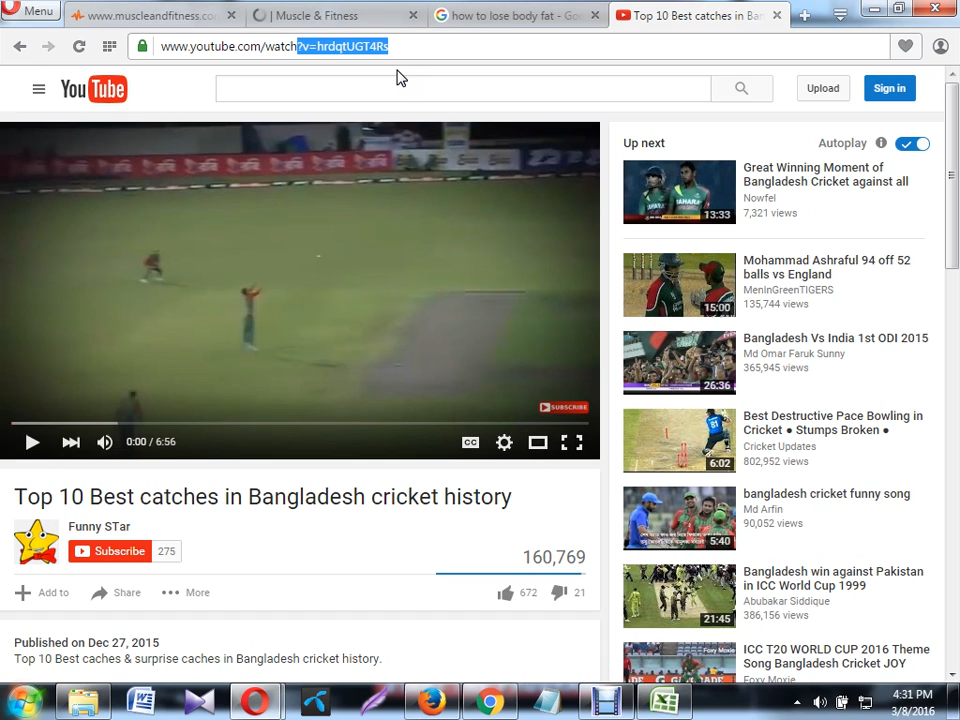 Menu
www.muscleandfitness.co
| Muscle & Fitness
how to lose body fat - Go
Top 10 Best catches in Ban
www.youtube.com/watch?v=hrdqtUGT4Rs
YouTube
Upload
Sign in
SUBSCRIBE
0:00 / 6:56
CC
Top 10 Best catches in Bangladesh cricket history
Funny STar
Subscribe 275
160,769
Add to
Share
More
672
21
Published on Dec 27, 2015
Top 10 Best caches & surprise caches in Bangladesh cricket history.
Up next
Autoplay
13:33
Great Winning Moment of
Bangladesh Cricket against all
Nowfel
7,321 views
15:00
Mohammad Ashraful 94 off 52
balls vs England
MenInGreenTIGERS
135,744 views
26:36
Bangladesh Vs India 1st ODI 2015
Md Omar Faruk Sunny
365,945 views
6:02
Best Destructive Pace Bowling in
Cricket ● Stumps Broken ●
Cricket Updates
802,952 views
5:40
bangladesh cricket funny song
Md Arfin
90,052 views
21:45
Bangladesh win against Pakistan
in ICC World Cup 1999
Abubakar Siddique
386,156 views
Foxy Moxie
ICC T20 WORLD CUP 2016 Theme
Song Bangladesh Cricket JOY
Foxy Moxie
4:31 PM
3/8/2016